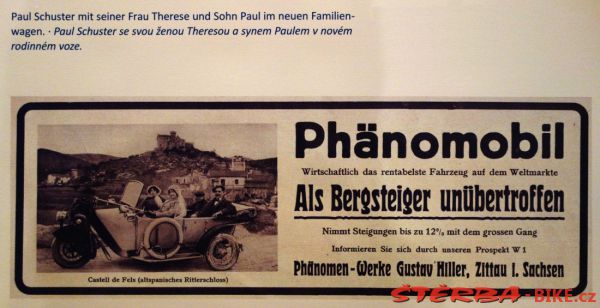 Paul Schuster mit seiner Frau Therese und Sohn Paul im neuen Familien-
wagen. · Paul Schuster se svou ženou Theresou a synem Paulem v novém
rodinném voze.
Phänomobil
Wirtschaftlich das rentabelste Fahrzeug auf dem Weltmarkte
Als Bergsteiger unübertroffen
Nimmt Steigungen bis zu 12% mit dem grossen Gang
Informieren Sie sich durch unseren Prospekt W 1
Phänomen-Werke Gustav Hiller, Zittau i. Sachsen
Castell de Fels (altspanisches Ritterschloss)
ŠTĚRBA-BIKE.cz